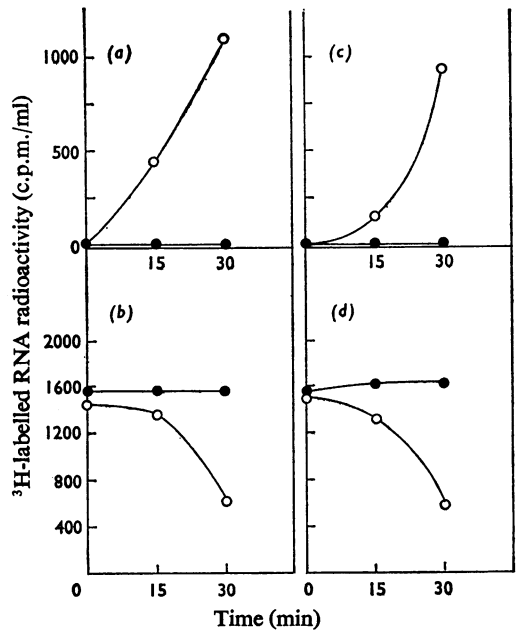 ³H-labelled RNA radioactivity (c.p.m./ml)
(a)
1000
500
0
15 30
(c)
15 30
(b)
2000
1600
1200
800
400
0 15 30
(d)
0 15 30
Time (min)